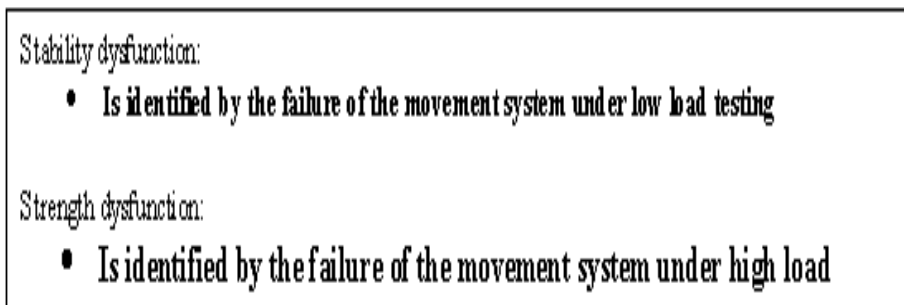 Stability dysfunction:
• Is identified by the failure of the movement system under low load testing
Strength dysfunction:
• Is identified by the failure of the movement system under high load